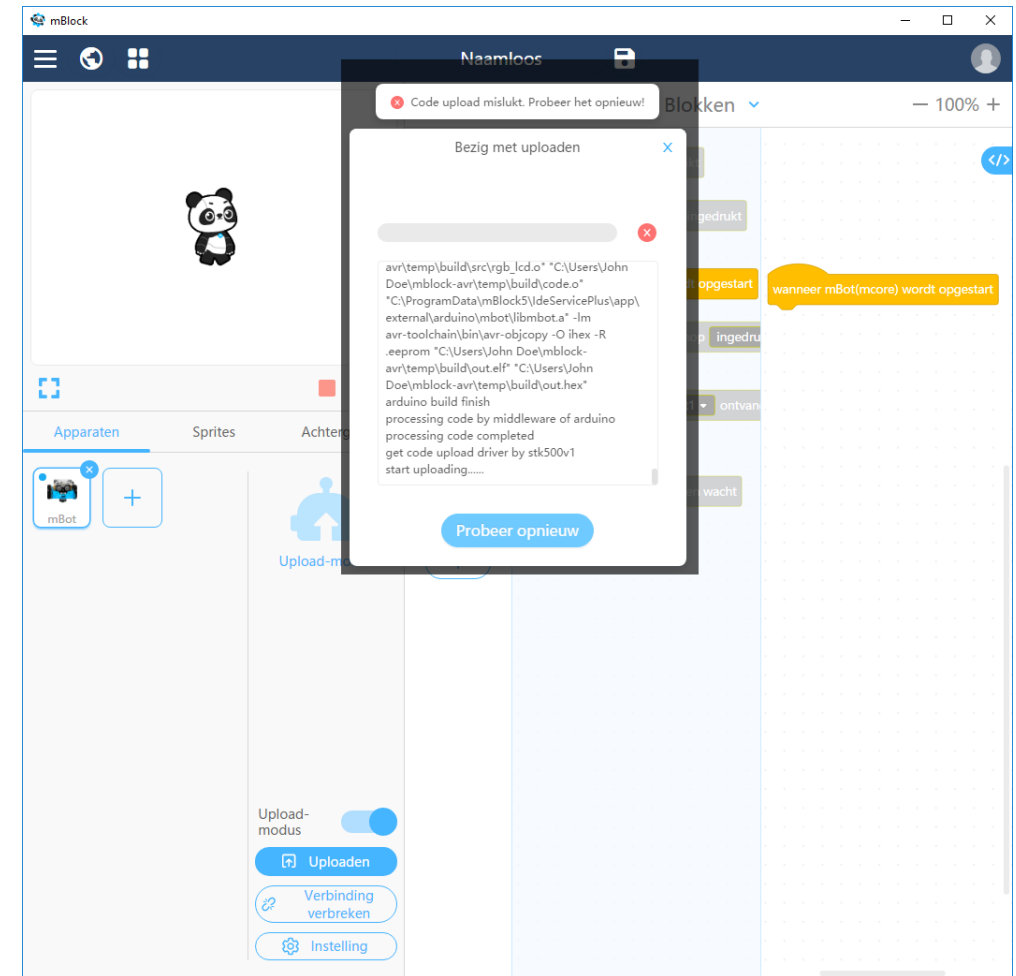 mBlock
Naamloos
Code upload mislukt. Probeer het opnieuw!
Blokken
100%
Bezig met uploaden
ingedrukt
avr\temp\build\src\rgb_lcd.o" "C:\Users\John
Doe\mblock-avr\temp\build\code.o"
"C:\ProgramData\mBlock5\IdeServicePlus\app\
external\arduino\mbot\libmbot.a" -lm
avr-toolchain\bin\avr-objcopy -O ihex -R
.eeprom "C:\Users\John Doe\mblock-
avr\temp\build\out.elf" "C:\Users\John
Doe\mblock-avr\temp\build\out.hex"
arduino build finish
processing code by middleware of arduino
processing code completed
get code upload driver by stk500v1
start uploading......
opgestart
wanneer mBot(mcore) wordt opgestart
Probeer opnieuw
wacht
Apparaten
Sprites
mBot
Uploaden
Upload-
modus
Verbinding
verbreken
Instelling